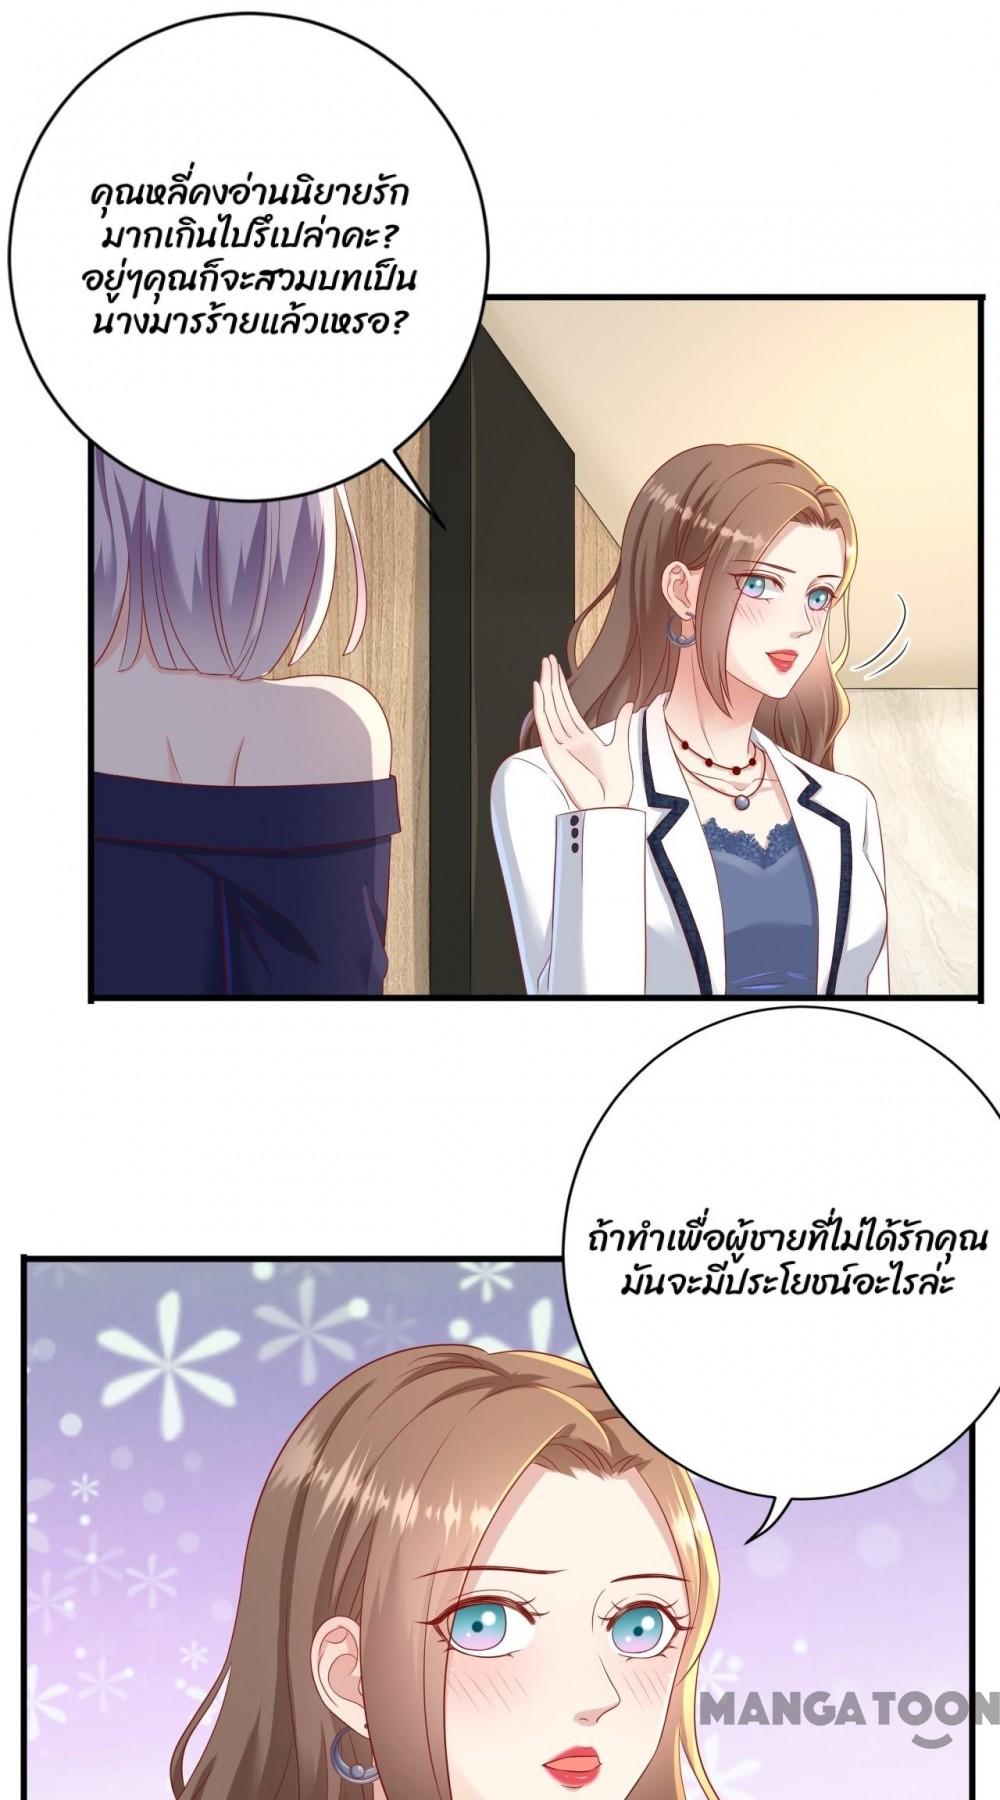 คุณหลี่คงอ่านนิยายรัก
มากเกินไปรึเปล่าคะ?
อยู่ๆคุณก็จะสวมบทเป็น
นางมารร้ายแล้วเหรอ?
ถ้าทำเพื่อผู้ชายที่ไม่ได้รักคุณ
มันจะมีประโยชน์อะไรล่ะ
MANGATOON